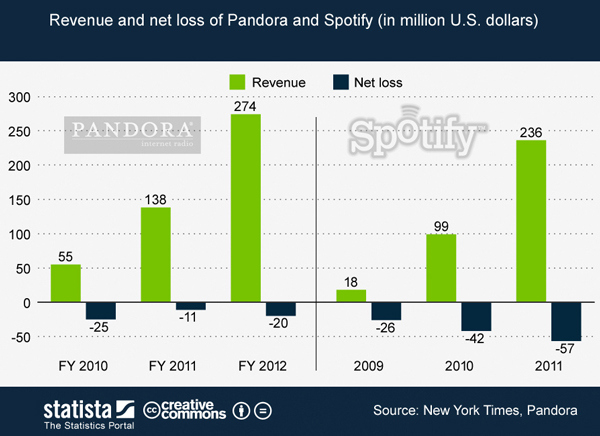 Revenue and net loss of Pandora and Spotify (in million U.S. dollars)
Revenue Net loss
300
250
200
150
100
50
0
-50
PANDORA
internet radio
Spotify
55
138
274
18
99
236
-25
-11
-20
-26
-42
-57
FY 2010 FY 2011 FY 2012 2009 2010 2011
statista
The Statistics Portal
cc creative
commons
Source: New York Times, Pandora